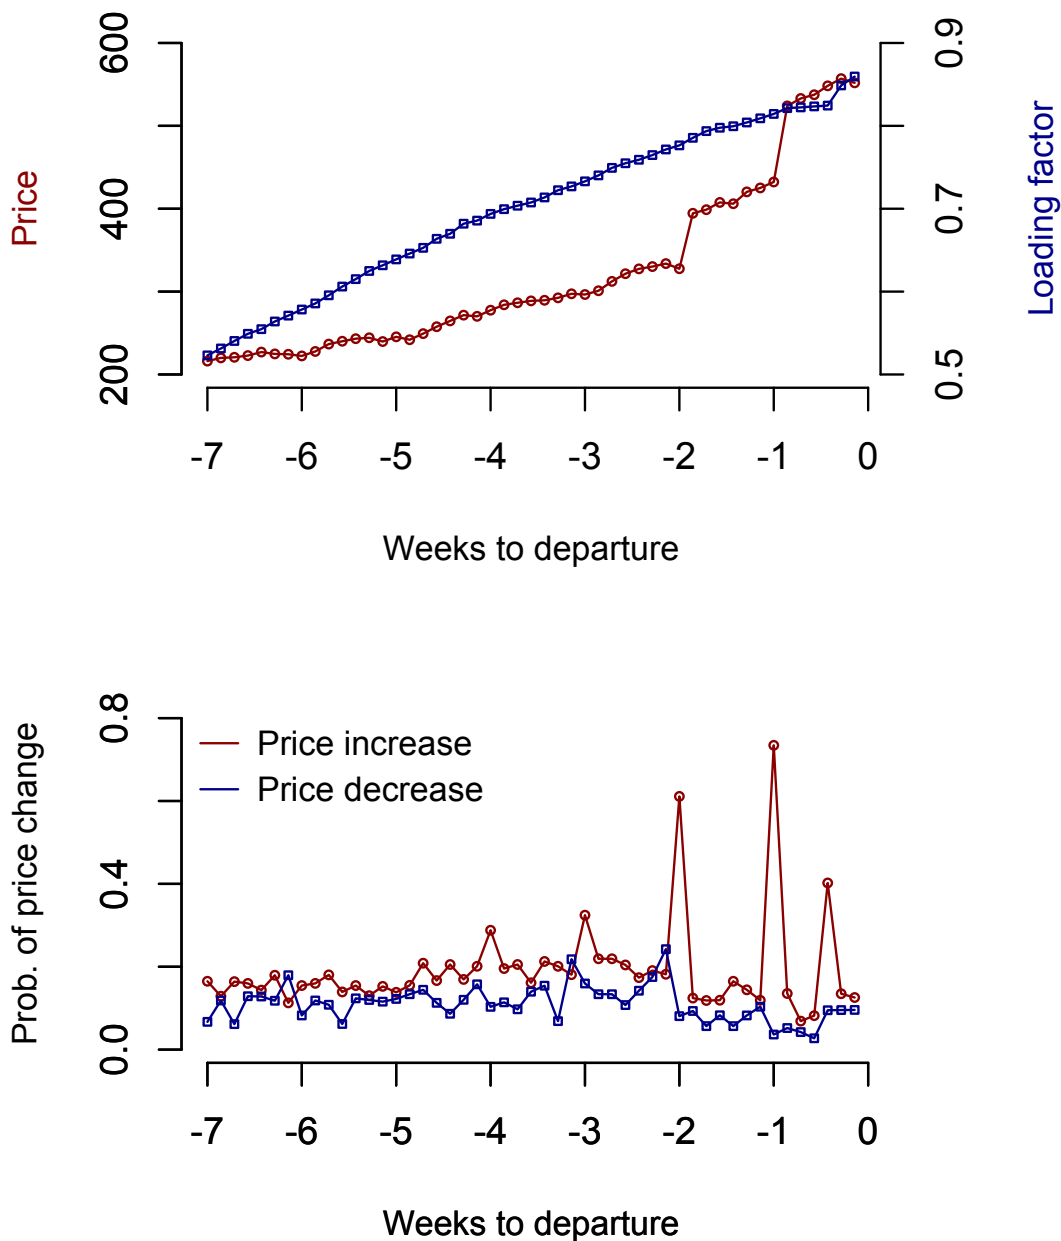 Price
600
400
200
0.9
0.7
0.5
Loading factor
-7 -6 -5 -4 -3 -2 -1 0
Weeks to departure
Prob. of price change
0.8
0.4
0.0
Price increase
Price decrease
-7 -6 -5 -4 -3 -2 -1 0
Weeks to departure